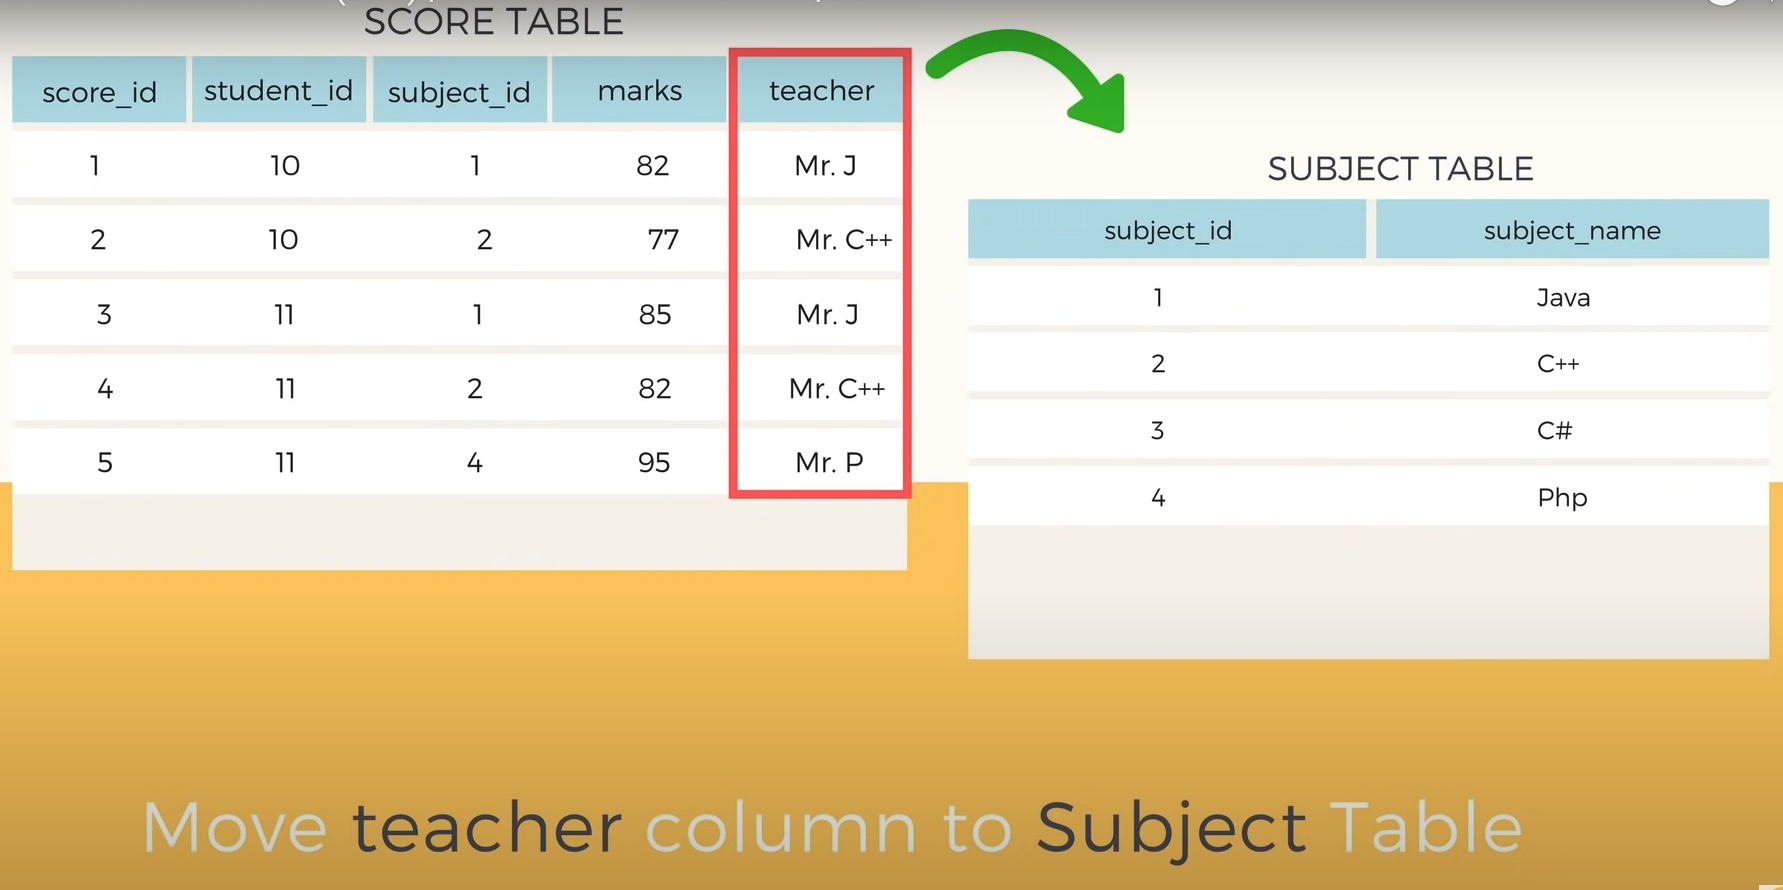 SCORE TABLE
score_id student_id subject_id marks teacher
1 10 1 82 Mr. J
2 10 2 77 Mr. C++
3 11 1 85 Mr. J
4 11 2 82 Mr. C++
5 11 4 95 Mr. P
SUBJECT TABLE
subject_id subject_name
1 Java
2 C++
3 C#
4 Php
Move teacher column to Subject Table